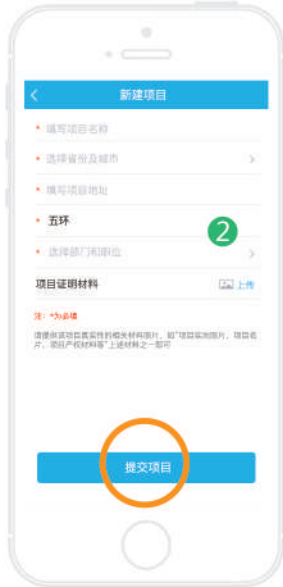 新建项目
* 填写项目名称
* 选择省份及城市
* 填写项目地址
* 五环
2
* 选择部门和职位
项目证明材料 上传
注：*为必填
请提供该项目真实性的相关材料照片，如“项目实地照片，项目名
片，项目产权材料等”上述材料之一即可
提交项目